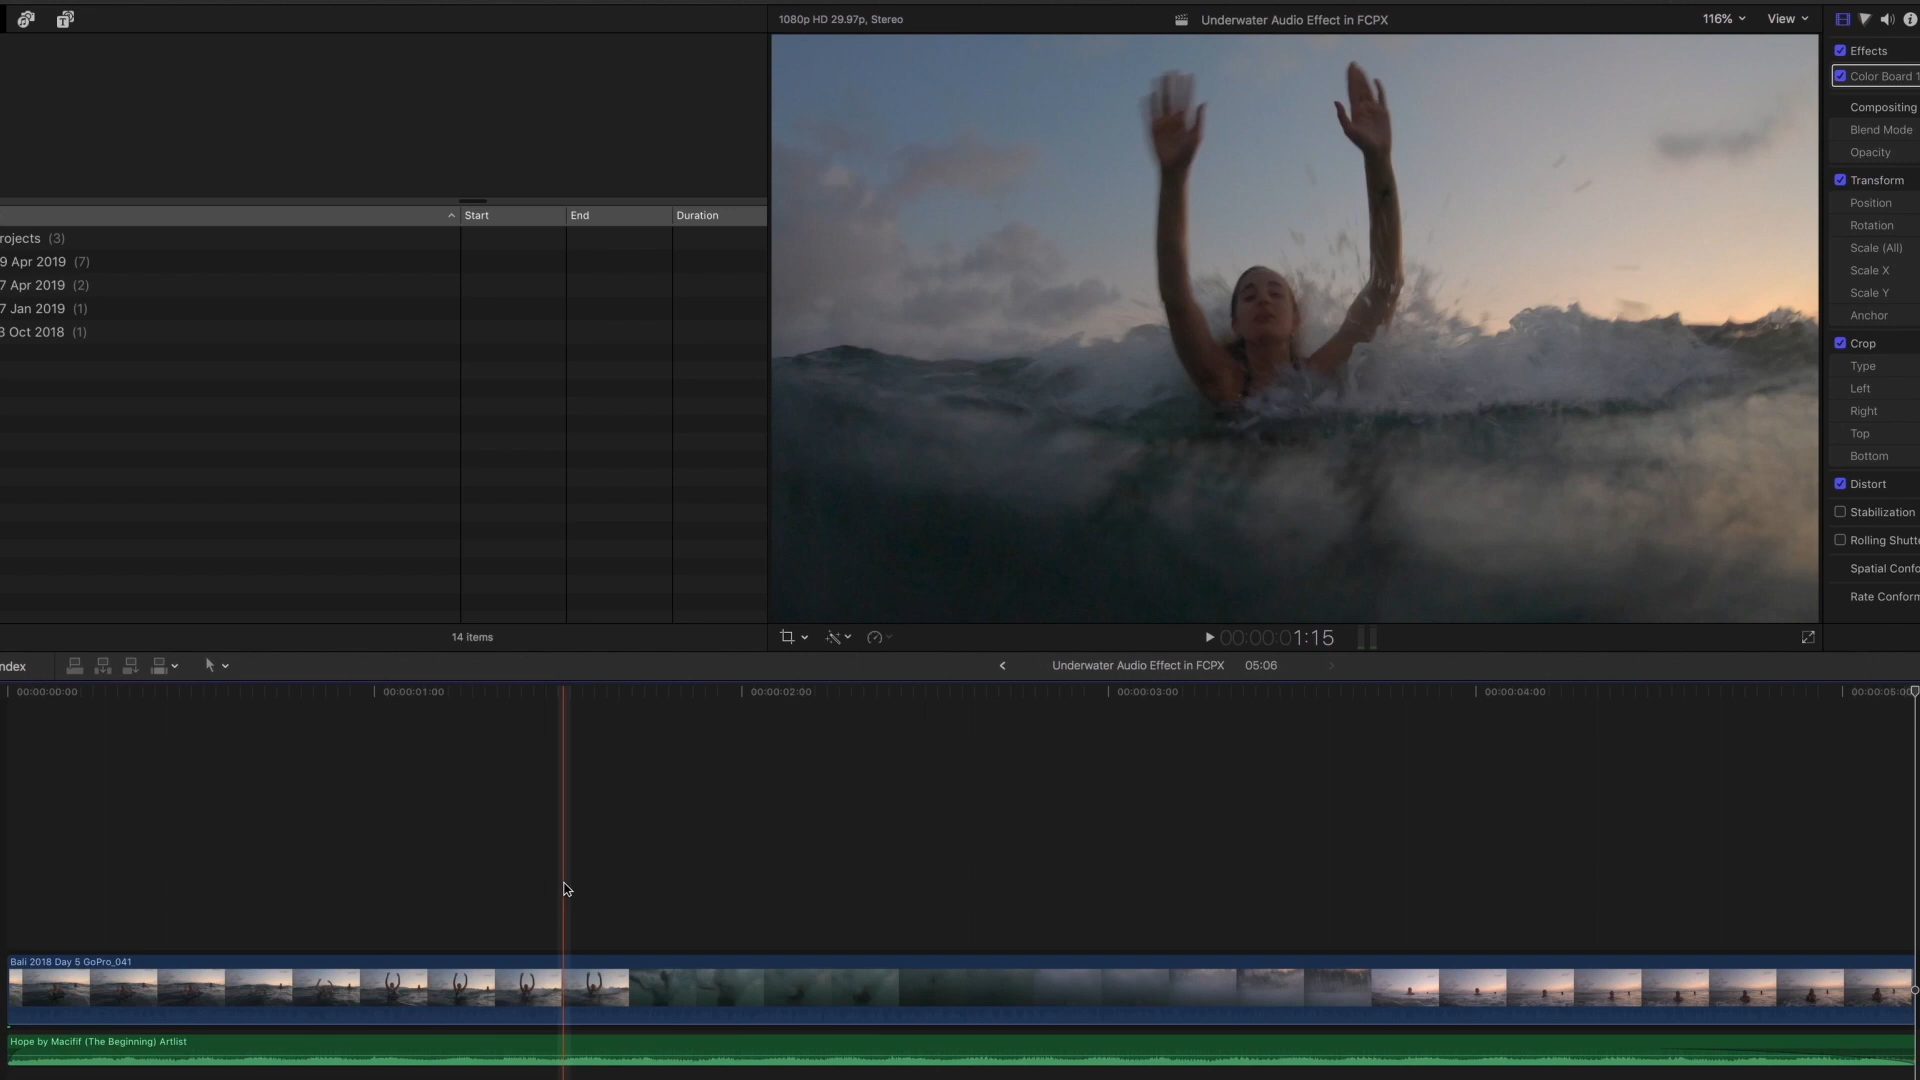 1080p HD 29.97p, Stereo
Underwater Audio Effect in FCPX
116%
View
Effects
Color Board 1
Compositing
Blend Mode
Opacity
Transform
Position
Rotation
Scale (All)
Scale X
Scale Y
Anchor
Crop
Type
Left
Right
Top
Bottom
Distort
Stabilization
Rolling Shutt
Spatial Confo
Rate Conform
Start
End
Duration
rojects (3)
9 Apr 2019 (7)
7 Apr 2019 (2)
7 Jan 2019 (1)
3 Oct 2018 (1)
14 items
00:00:01:15
ndex
Underwater Audio Effect in FCPX 05:06
00:00:00:00
00:00:01:00
00:00:02:00
00:00:03:00
00:00:04:00
00:00:05:00
Bali 2018 Day 5 GoPro_041
Hope by Macifif (The Beginning) Artlist